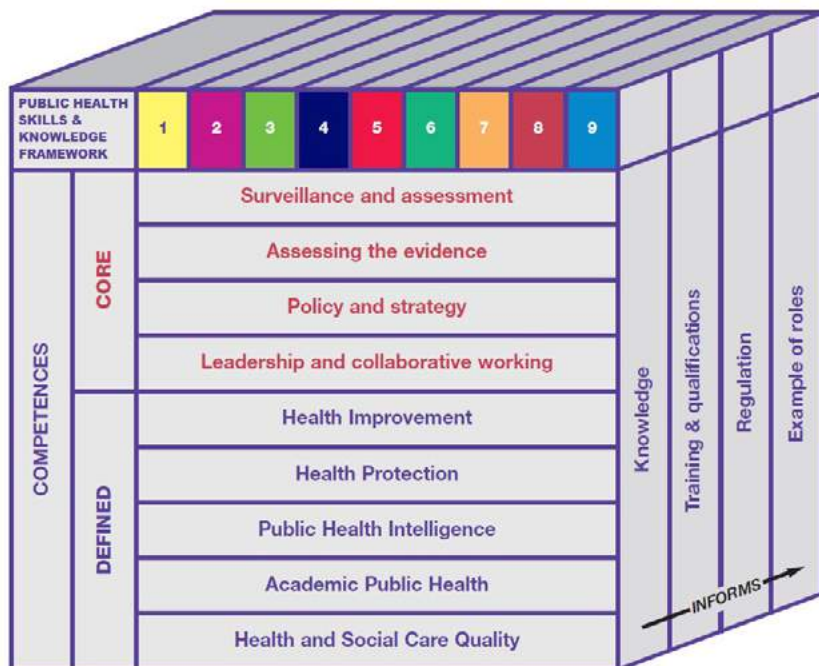 PUBLIC HEALTH
SKILLS &
KNOWLEDGE
FRAMEWORK
1
2
3
4
5
6
7
8
9
COMPETENCES
CORE
Surveillance and assessment
Assessing the evidence
Policy and strategy
Leadership and collaborative working
DEFINED
Health Improvement
Health Protection
Public Health Intelligence
Academic Public Health
Health and Social Care Quality
Knowledge
Training & qualifications
Regulation
Example of roles
INFORMS